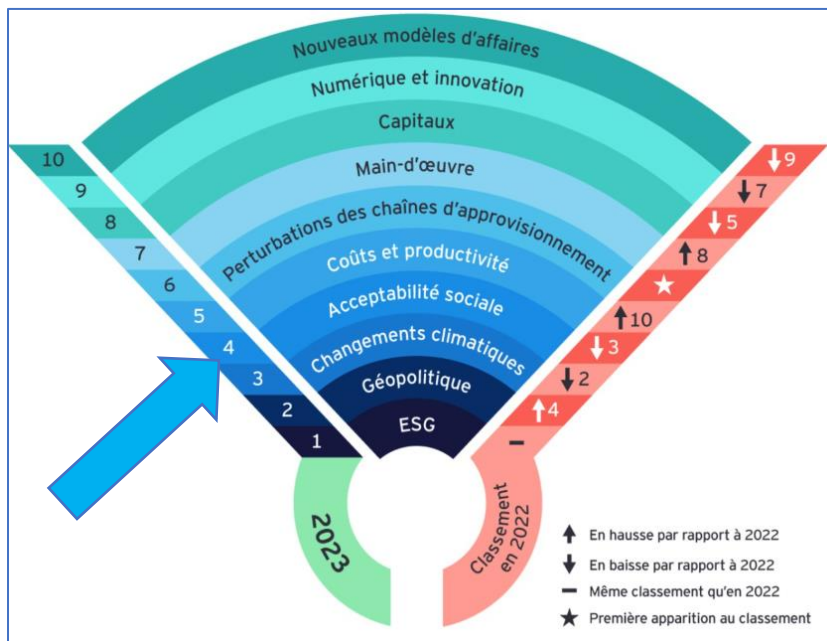 Nouveaux modèles d'affaires
Numérique et innovation
Capitaux
Main-d'œuvre
Perturbations des chaînes d'approvisionnement
Coûts et productivité
Acceptabilité sociale
Changements climatiques
Géopolitique
ESG
10
9
8
7
6
5
4
3
2
1
2023
9
7
5
8
10
3
2
4
Classement
en 2022
En hausse par rapport à 2022
En baisse par rapport à 2022
Même classement qu'en 2022
Première apparition au classement